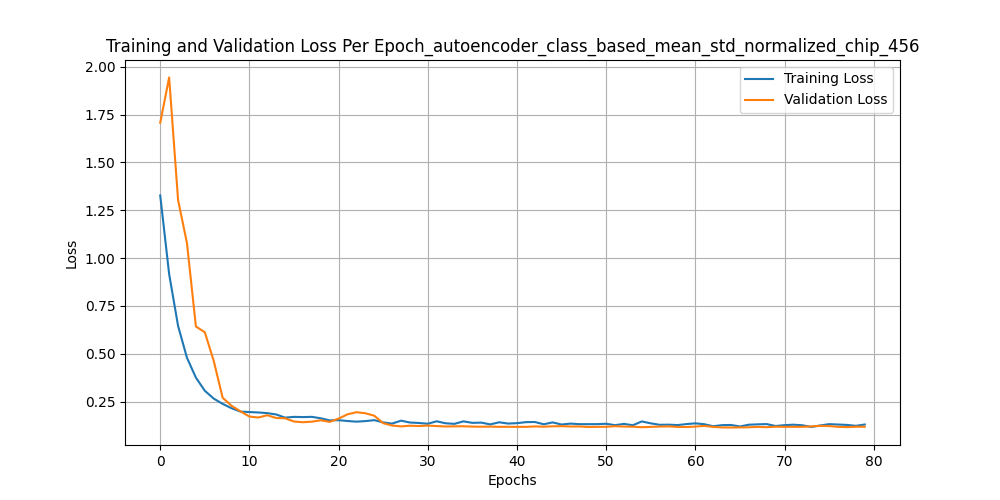 Training and Validation Loss Per Epoch_autoencoder_class_based_mean_std_normalized_chip_456
Training Loss
Validation Loss
2.00
1.75
1.50
1.25
1.00
0.75
0.50
0.25
Loss
0 10 20 30 40 50 60 70 80
Epochs